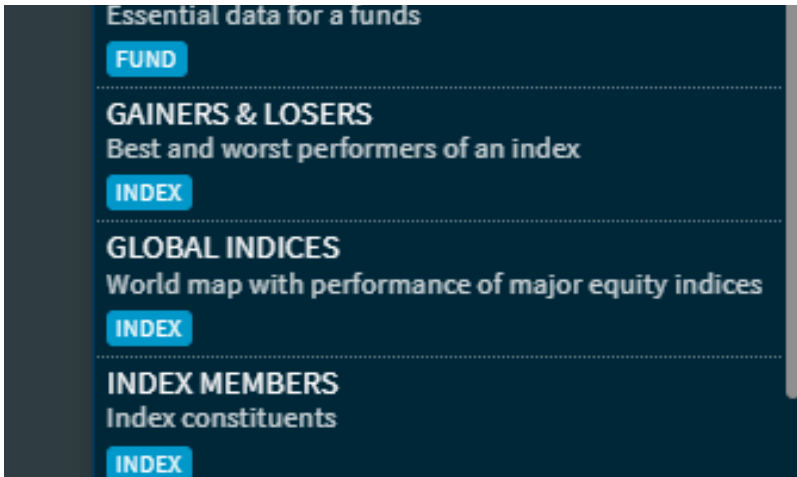 Essential data for a funds
FUND
GAINERS & LOSERS
Best and worst performers of an index
INDEX
GLOBAL INDICES
World map with performance of major equity indices
INDEX
INDEX MEMBERS
Index constituents
INDEX